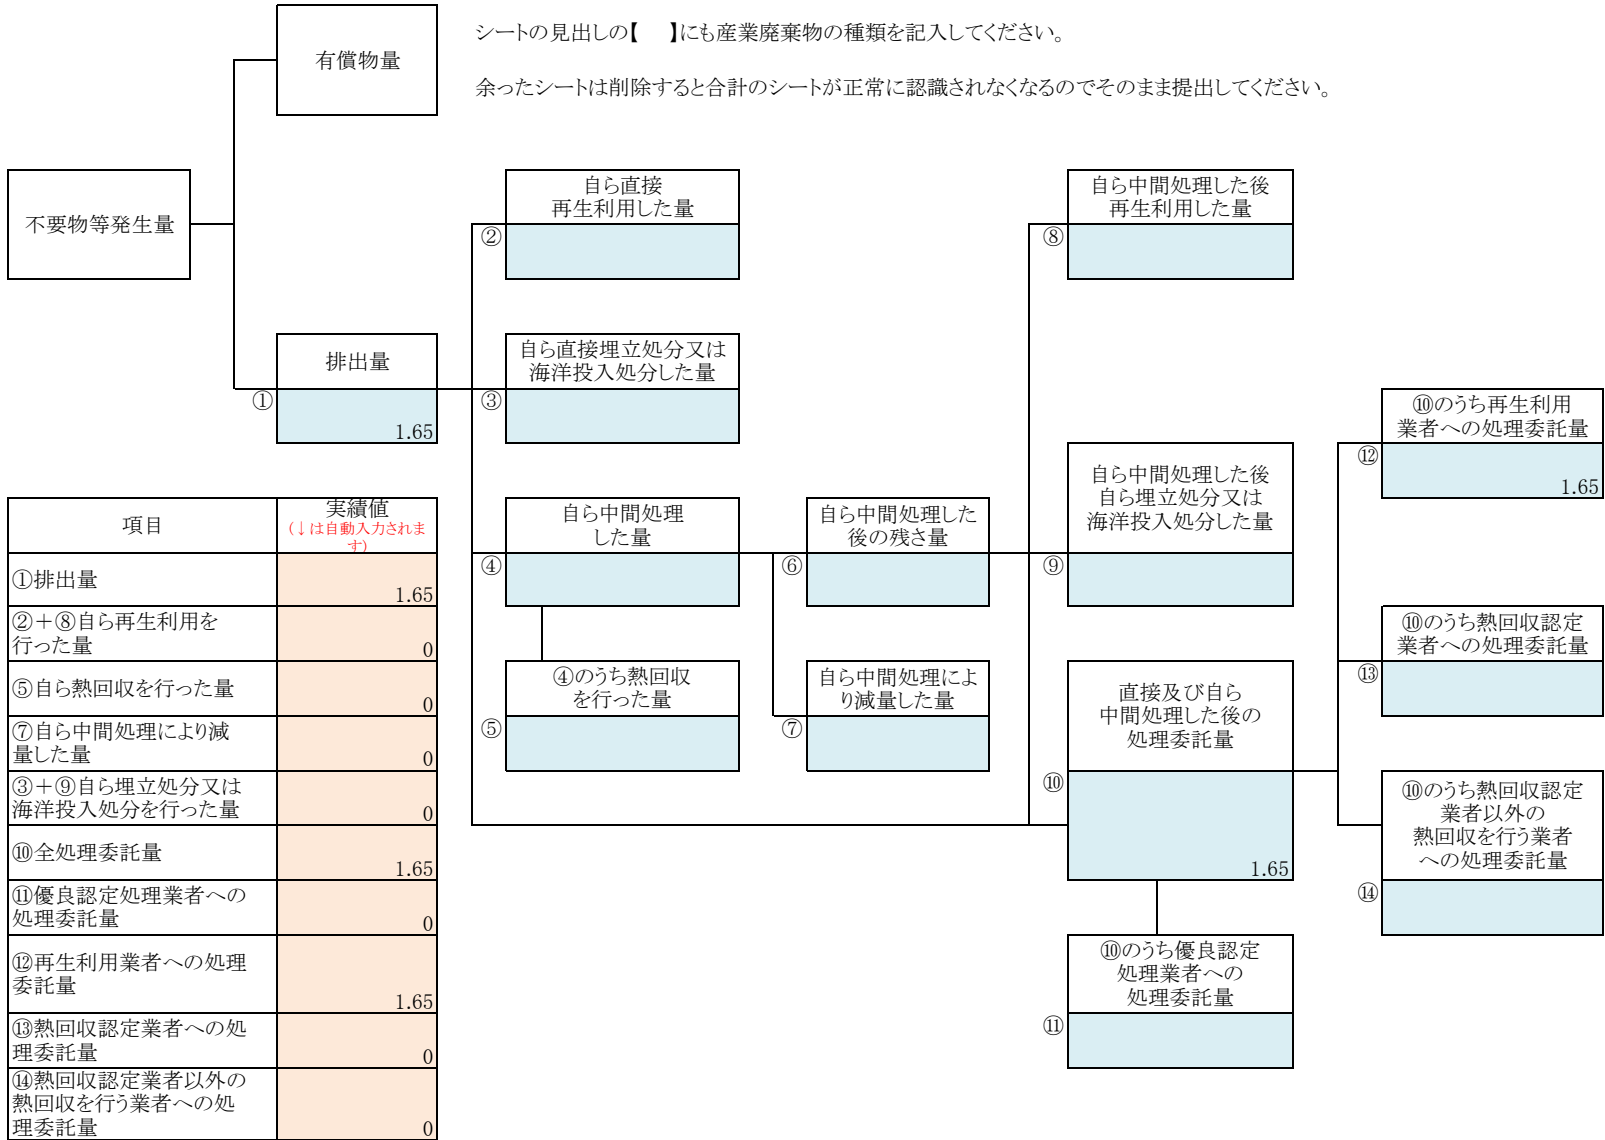 シートの見出しの【　】にも産業廃棄物の種類を記入してください。
余ったシートは削除すると合計のシートが正常に認識されなくなるのでそのまま提出してください。
有償物量
不要物等発生量
排出量
①
1.65
自ら直接
再生利用した量
②
自ら直接埋立処分又は
海洋投入処分した量
③
自ら中間処理
した量
④
④のうち熱回収
を行った量
⑤
自ら中間処理した
後の残さ量
⑥
自ら中間処理によ
り減量した量
⑦
自ら中間処理した後
再生利用した量
⑧
自ら中間処理した後
自ら埋立処分又は
海洋投入処分した量
⑨
直接及び自ら
中間処理した後の
処理委託量
⑩
1.65
⑩のうち優良認定
処理業者への
処理委託量
⑪
⑩のうち再生利用
業者への処理委託量
⑫
1.65
⑩のうち熱回収認定
業者への処理委託量
⑬
⑩のうち熱回収認定
業者以外の
熱回収を行う業者
への処理委託量
⑭
項目
実績値
(↓は自動入力されま
す)
①排出量
1.65
②＋⑧自ら再生利用を
行った量
0
⑤自ら熱回収を行った量
0
⑦自ら中間処理により減
量した量
0
③＋⑨自ら埋立処分又は
海洋投入処分を行った量
0
⑩全処理委託量
1.65
⑪優良認定処理業者への
処理委託量
0
⑫再生利用業者への処理
委託量
1.65
⑬熱回収認定業者への処
理委託量
0
⑭熱回収認定業者以外の
熱回収を行う業者への処
理委託量
0